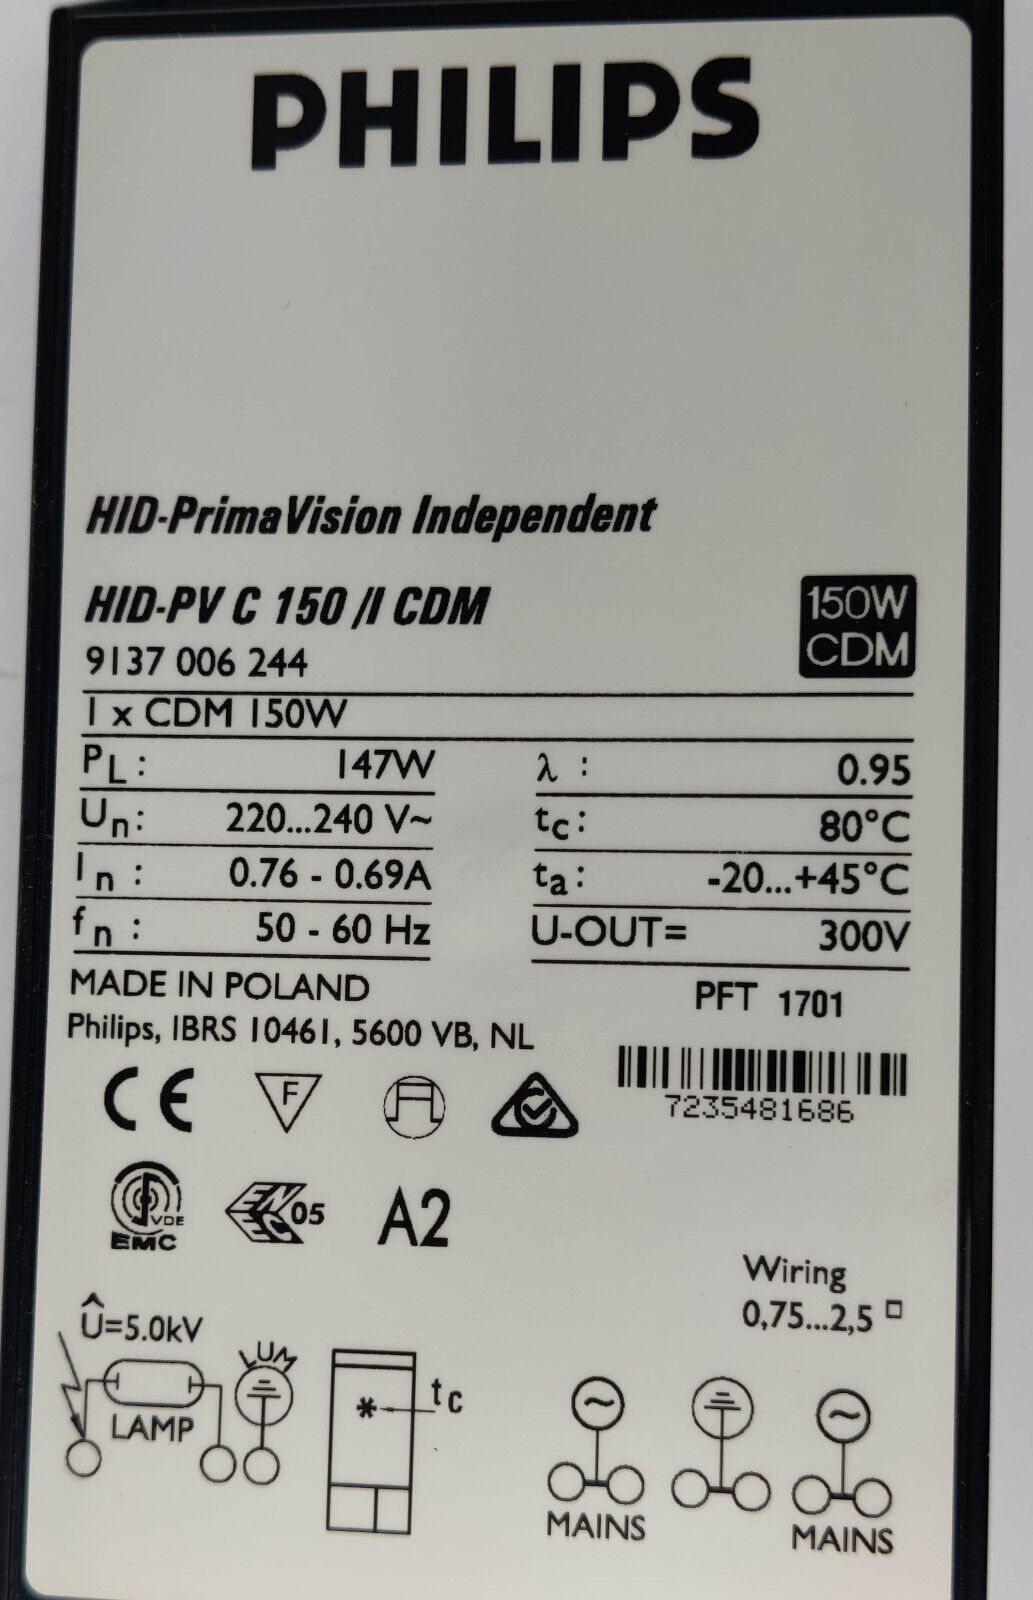 PHILIPS
HID-PrimaVision Independent
HID-PV C 150 /I CDM
150W
CDM
9137 006 244
1 x CDM 150W
PL: 147W
λ : 0.95
Un: 220...240 V~
tc: 80°C
In : 0.76 - 0.69A
ta: -20...+45°C
fn : 50 - 60 Hz
U-OUT= 300V
MADE IN POLAND
PFT 1701
Philips, IBRS 10461, 5600 VB, NL
7235481686
CE
F
VDE
EMC
ENEC 05
A2
Wiring
0,75...2,5 □
Û=5.0kV
LUM
LAMP
* tc
~
~
MAINS
MAINS